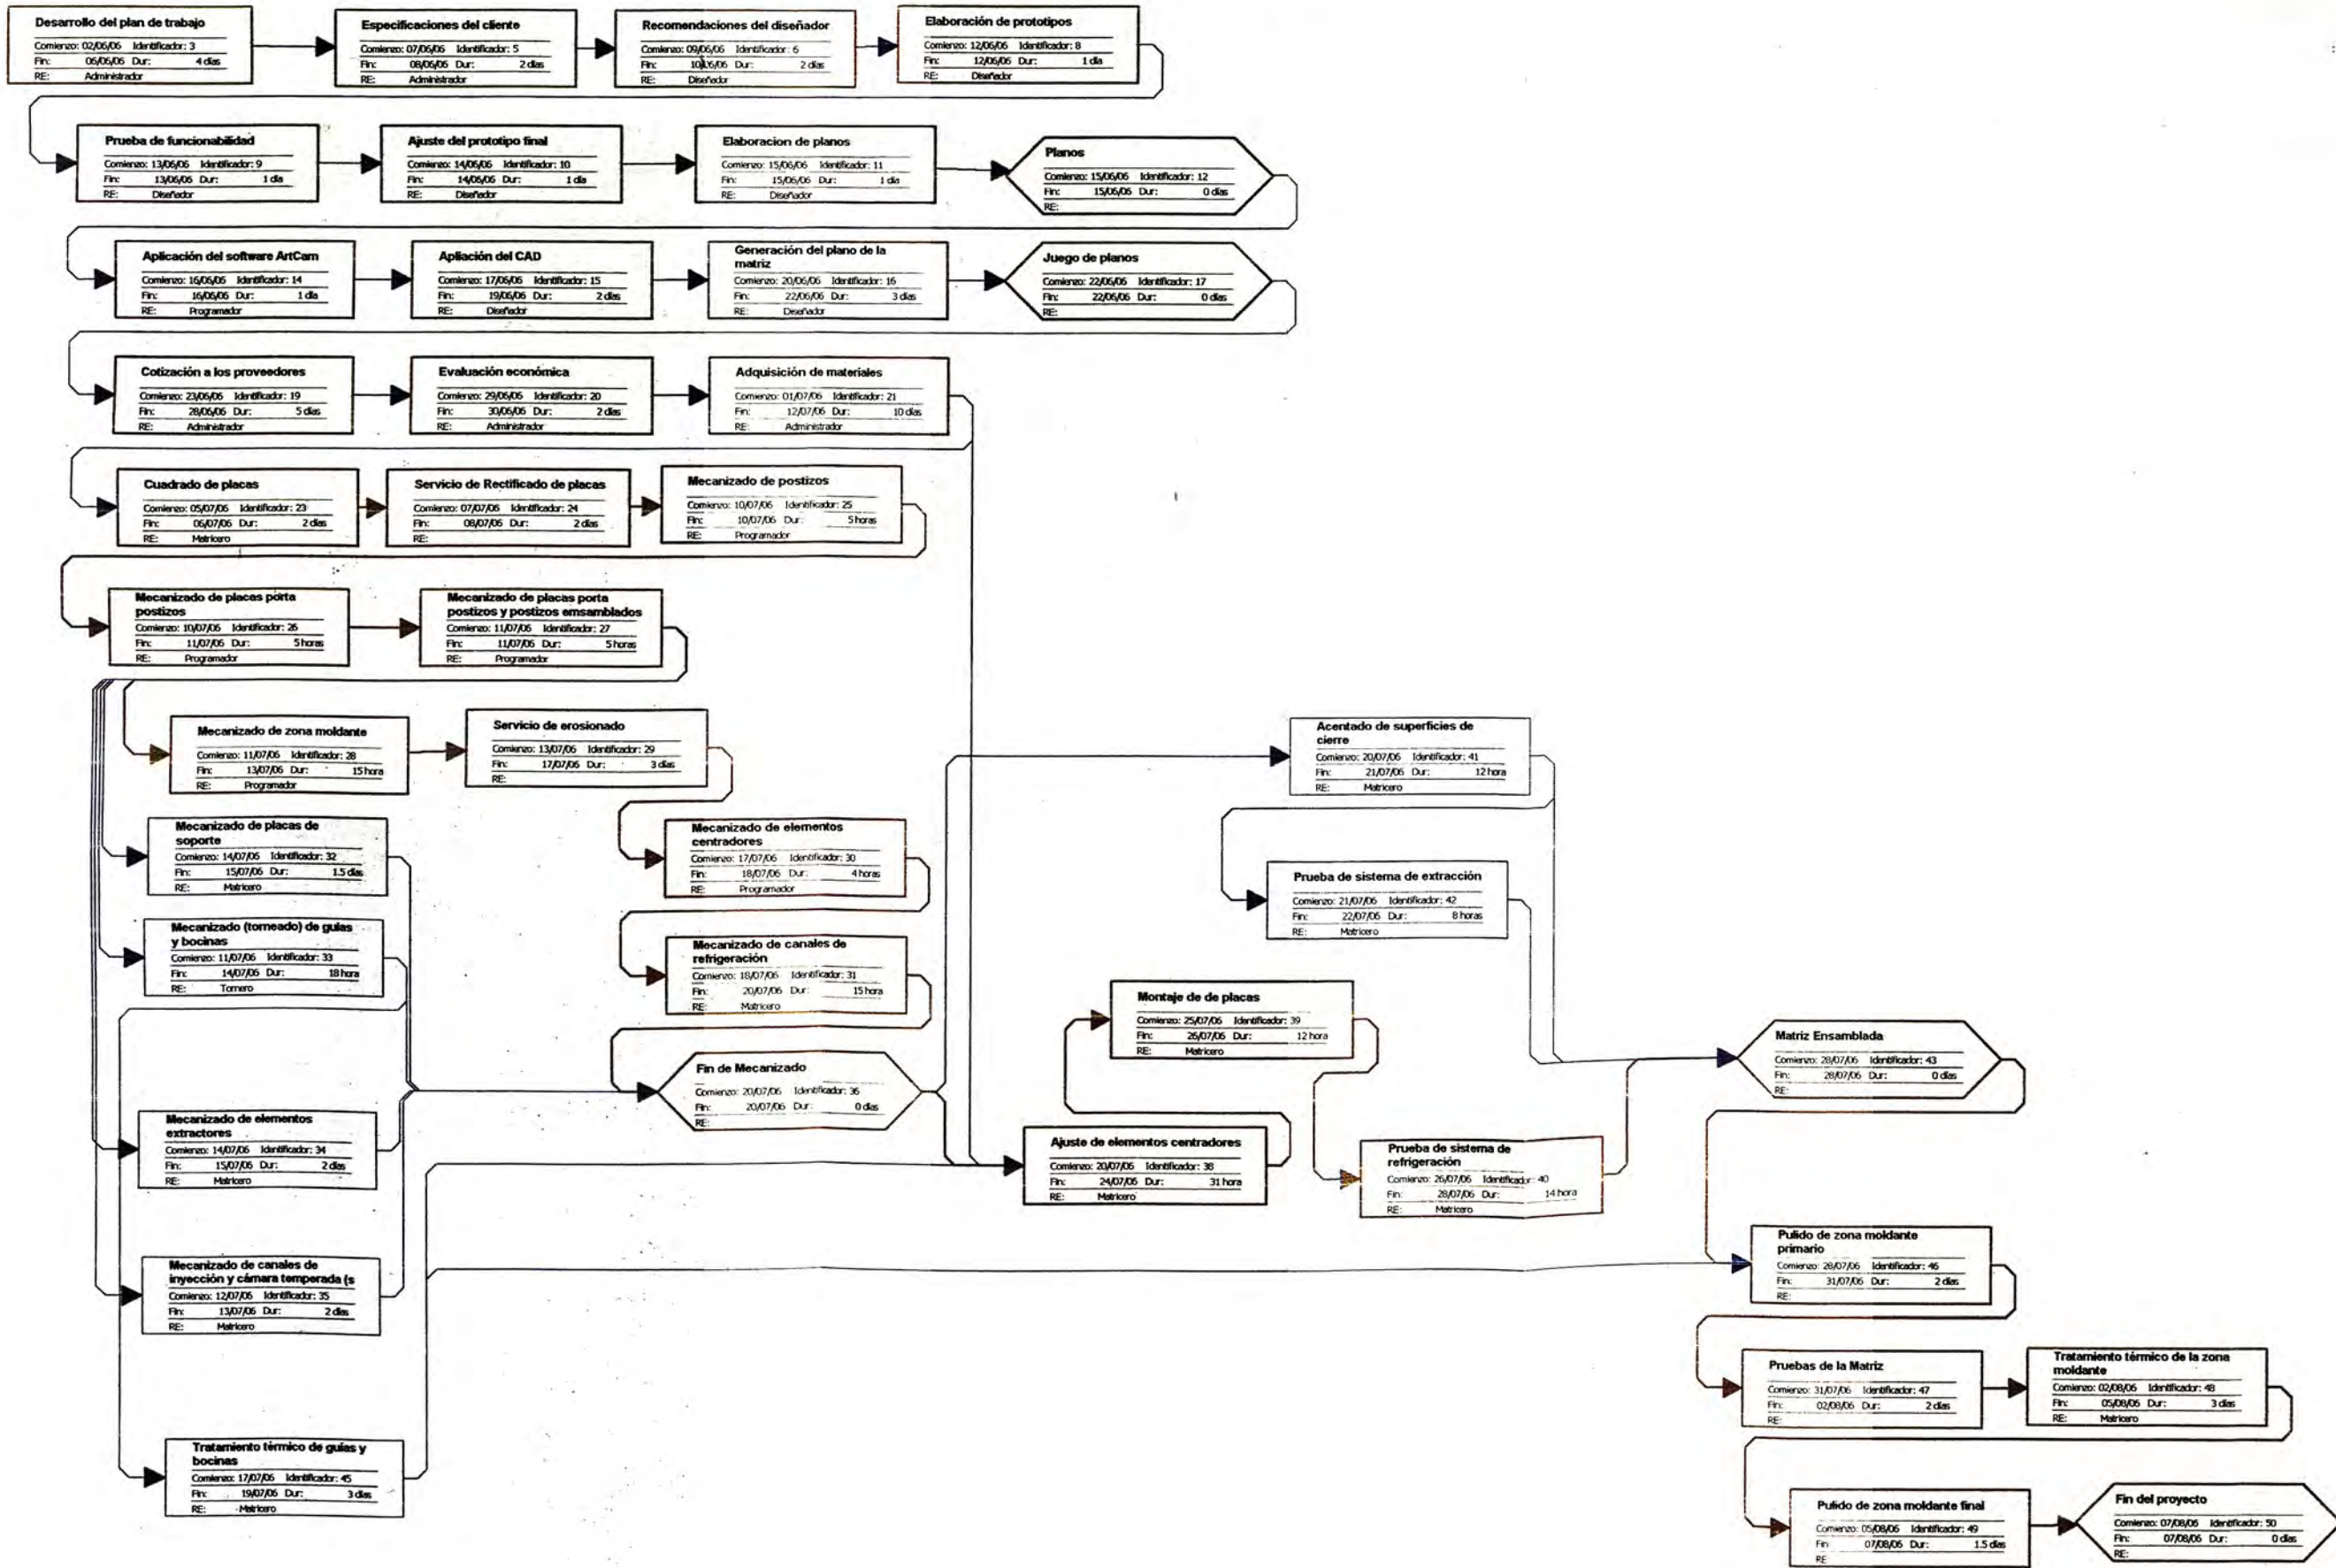 Desarrollo del plan de trabajo
Comienzo: 02/06/06 Identificador: 3
Fin: 06/06/06 Dur: 4 días
RE: Administrador
Especificaciones del cliente
Comienzo: 07/06/06 Identificador: 5
Fin: 08/06/06 Dur: 2 días
RE: Administrador
Recomendaciones del diseñador
Comienzo: 09/06/06 Identificador: 6
Fin: 10/06/06 Dur: 2 días
RE: Diseñador
Elaboración de prototipos
Comienzo: 12/06/06 Identificador: 8
Fin: 12/06/06 Dur: 1 día
RE: Diseñador
Prueba de funcionabilidad
Comienzo: 13/06/06 Identificador: 9
Fin: 13/06/06 Dur: 1 día
RE: Diseñador
Ajuste del prototipo final
Comienzo: 14/06/06 Identificador: 10
Fin: 14/06/06 Dur: 1 día
RE: Diseñador
Elaboracion de planos
Comienzo: 15/06/06 Identificador: 11
Fin: 15/06/06 Dur: 1 día
RE: Diseñador
Planos
Comienzo: 15/06/06 Identificador: 12
Fin: 15/06/06 Dur: 0 días
RE:
Aplicación del software ArtCam
Comienzo: 16/06/06 Identificador: 14
Fin: 16/06/06 Dur: 1 día
RE: Programador
Apliación del CAD
Comienzo: 17/06/06 Identificador: 15
Fin: 19/06/06 Dur: 2 días
RE: Diseñador
Generación del plano de la
matriz
Comienzo: 20/06/06 Identificador: 16
Fin: 22/06/06 Dur: 3 días
RE: Diseñador
Juego de planos
Comienzo: 22/06/06 Identificador: 17
Fin: 22/06/06 Dur: 0 días
RE:
Cotización a los proveedores
Comienzo: 23/06/06 Identificador: 19
Fin: 28/06/06 Dur: 5 días
RE: Administrador
Evaluación económica
Comienzo: 29/06/06 Identificador: 20
Fin: 30/06/06 Dur: 2 días
RE: Administrador
Adquisición de materiales
Comienzo: 01/07/06 Identificador: 21
Fin: 12/07/06 Dur: 10 días
RE: Administrador
Cuadrado de placas
Comienzo: 05/07/06 Identificador: 23
Fin: 06/07/06 Dur: 2 días
RE: Matricero
Servicio de Rectificado de placas
Comienzo: 07/07/06 Identificador: 24
Fin: 08/07/06 Dur: 2 días
RE:
Mecanizado de postizos
Comienzo: 10/07/06 Identificador: 25
Fin: 10/07/06 Dur: 5 horas
RE: Programador
Mecanizado de placas porta
postizos
Comienzo: 10/07/06 Identificador: 26
Fin: 11/07/06 Dur: 5 horas
RE: Programador
Mecanizado de placas porta
postizos y postizos emsamblados
Comienzo: 11/07/06 Identificador: 27
Fin: 11/07/06 Dur: 5 horas
RE: Programador
Mecanizado de zona moldante
Comienzo: 11/07/06 Identificador: 28
Fin: 13/07/06 Dur: 15 hora
RE: Programador
Servicio de erosionado
Comienzo: 13/07/06 Identificador: 29
Fin: 17/07/06 Dur: 3 días
RE:
Acentado de superficies de
cierre
Comienzo: 20/07/06 Identificador: 41
Fin: 21/07/06 Dur: 12 hora
RE: Matricero
Mecanizado de placas de
soporte
Comienzo: 14/07/06 Identificador: 32
Fin: 15/07/06 Dur: 1.5 días
RE: Matricero
Mecanizado de elementos
centradores
Comienzo: 17/07/06 Identificador: 30
Fin: 18/07/06 Dur: 4 horas
RE: Programador
Prueba de sistema de extracción
Comienzo: 21/07/06 Identificador: 42
Fin: 22/07/06 Dur: 8 horas
RE: Matricero
Mecanizado (torneado) de guías
y bocinas
Comienzo: 11/07/06 Identificador: 33
Fin: 14/07/06 Dur: 18 hora
RE: Tornero
Mecanizado de canales de
refrigeración
Comienzo: 18/07/06 Identificador: 31
Fin: 20/07/06 Dur: 15 hora
RE: Matricero
Montaje de de placas
Comienzo: 25/07/06 Identificador: 39
Fin: 26/07/06 Dur: 12 hora
RE: Matricero
Matriz Ensamblada
Comienzo: 28/07/06 Identificador: 43
Fin: 28/07/06 Dur: 0 días
RE:
Fin de Mecanizado
Comienzo: 20/07/06 Identificador: 36
Fin: 20/07/06 Dur: 0 días
RE:
Mecanizado de elementos
extractores
Comienzo: 14/07/06 Identificador: 34
Fin: 15/07/06 Dur: 2 días
RE: Matricero
Ajuste de elementos centradores
Comienzo: 20/07/06 Identificador: 38
Fin: 24/07/06 Dur: 31 hora
RE: Matricero
Prueba de sistema de
refrigeración
Comienzo: 26/07/06 Identificador: 40
Fin: 28/07/06 Dur: 14 hora
RE: Matricero
Pulido de zona moldante
primario
Comienzo: 28/07/06 Identificador: 46
Fin: 31/07/06 Dur: 2 días
RE:
Mecanizado de canales de
inyección y cámara temperada (s
Comienzo: 12/07/06 Identificador: 35
Fin: 13/07/06 Dur: 2 días
RE: Matricero
Pruebas de la Matriz
Comienzo: 31/07/06 Identificador: 47
Fin: 02/08/06 Dur: 2 días
RE:
Tratamiento térmico de la zona
moldante
Comienzo: 02/08/06 Identificador: 48
Fin: 05/08/06 Dur: 3 días
RE: Matricero
Tratamiento térmico de guías y
bocinas
Comienzo: 17/07/06 Identificador: 45
Fin: 19/07/06 Dur: 3 días
RE: Matricero
Pulido de zona moldante final
Comienzo: 05/08/06 Identificador: 49
Fin 07/08/06 Dur: 1.5 días
RE
Fin del proyecto
Comienzo: 07/08/06 Identificador: 50
Fin: 07/08/06 Dur: 0 días
RE: